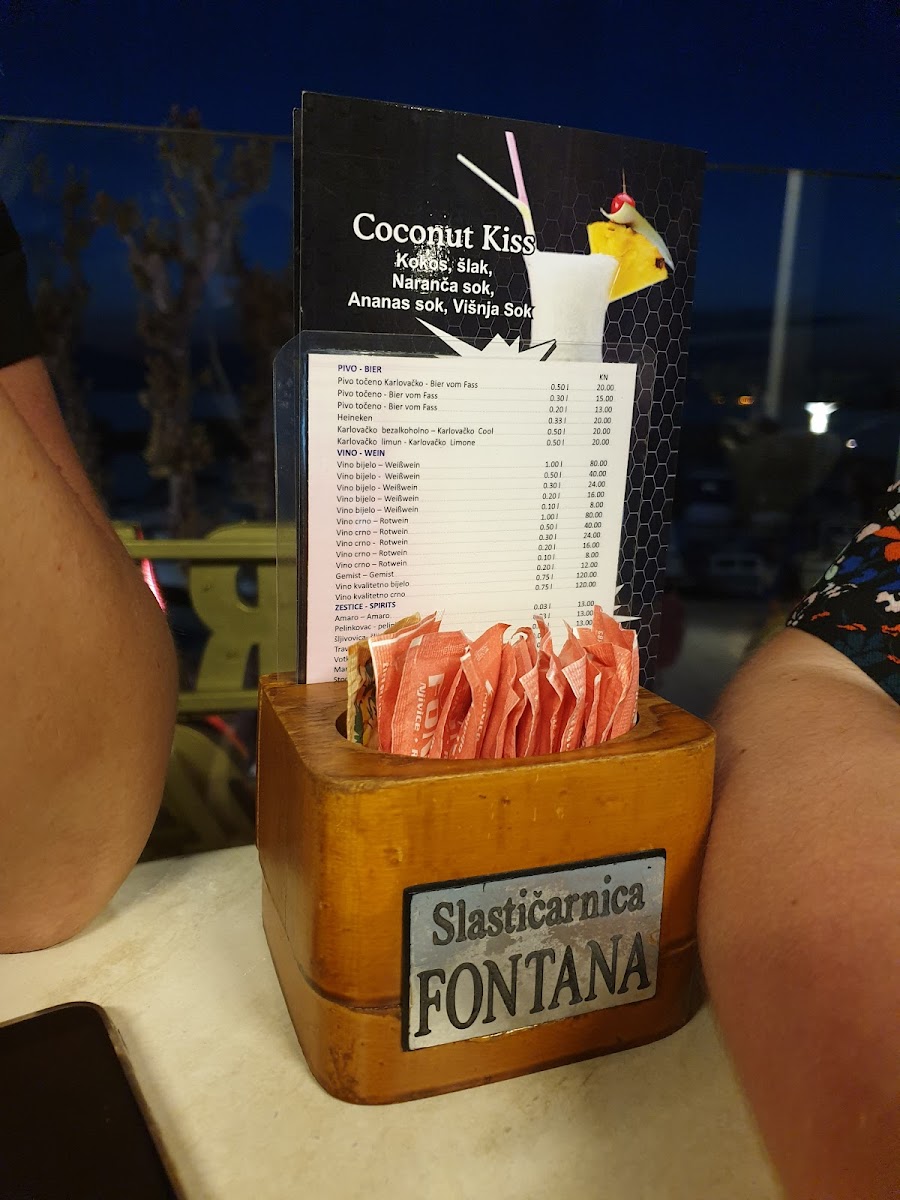 Coconut Kiss
Kokos, šlak,
Naranča sok,
Ananas sok, Višnja Sok
PIVO - BIER KN
Pivo točeno Karlovačko - Bier vom Fass 0.50 l 20.00
Pivo točeno - Bier vom Fass 0.30 l 15.00
Pivo točeno - Bier vom Fass 0.20 l 13.00
Heineken 0.33 l 20.00
Karlovačko bezalkoholno – Karlovačko Cool 0.50 l 20.00
Karlovačko limun - Karlovačko Limone 0.50 l 20.00
VINO - WEIN
Vino bijelo – Weißwein 1.00 l 80.00
Vino bijelo - Weißwein 0.50 l 40.00
Vino bijelo - Weißwein 0.30 l 24.00
Vino bijelo – Weißwein 0.20 l 16.00
Vino bijelo – Weißwein 0.10 l 8.00
Vino crno – Rotwein 1.00 l 80.00
Vino crno – Rotwein 0.50 l 40.00
Vino crno - Rotwein 0.30 l 24.00
Vino crno – Rotwein 0.20 l 16.00
Vino crno – Rotwein 0.10 l 8.00
Gemist – Gemist 0.20 l 12.00
Vino kvalitetno bijelo 0.75 l 120.00
Vino kvalitetno crno 0.75 l 120.00
ŽESTICE - SPIRITS
Amaro – Amaro 0.03 l 13.00
Pelinkovac - 13.00
šljivovica 13.00
Slastičarnica
FONTANA